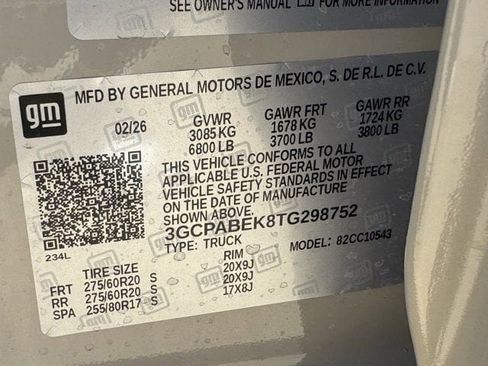 SEE OWNER'S MANUAL FOR MORE INFORMATION
gm
MFD BY GENERAL MOTORS DE MEXICO, S. DE R.L. DE C.V.
02/26 GVWR GAWR FRT GAWR RR
3085 KG 1678 KG 1724 KG
6800 LB 3700 LB 3800 LB
THIS VEHICLE CONFORMS TO ALL
APPLICABLE U.S. FEDERAL MOTOR
VEHICLE SAFETY STANDARDS IN EFFECT
ON THE DATE OF MANUFACTURE
SHOWN ABOVE.
3GCPABEK8TG298752
TYPE: TRUCK MODEL: 82CC10543
234L
TIRE SIZE RIM
FRT 275/60R20 S 20X9J
RR 275/60R20 S 20X9J
SPA 255/80R17 S 17X8J